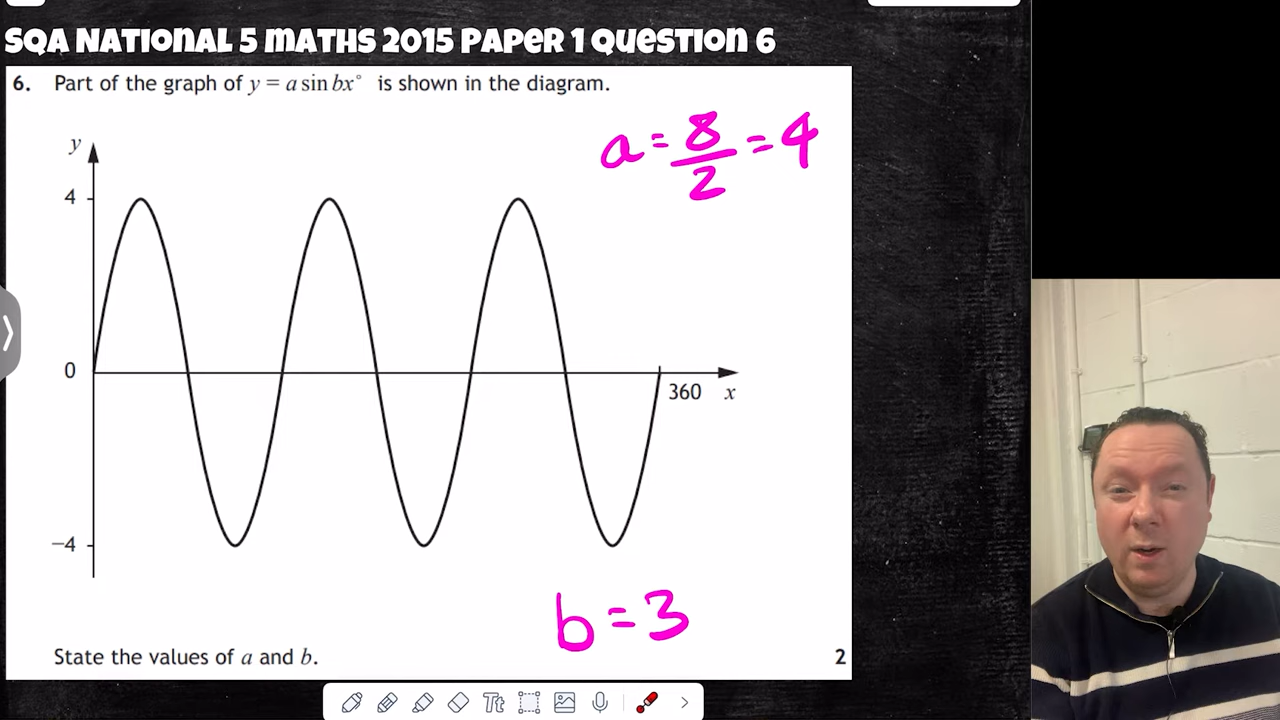 SQA National 5 maths 2015 Paper 1 Question 6
6. Part of the graph of y = a sin bx° is shown in the diagram.
a = 8/2 = 4
y
4
0
360 x
−4
b = 3
State the values of a and b. 2
Tt